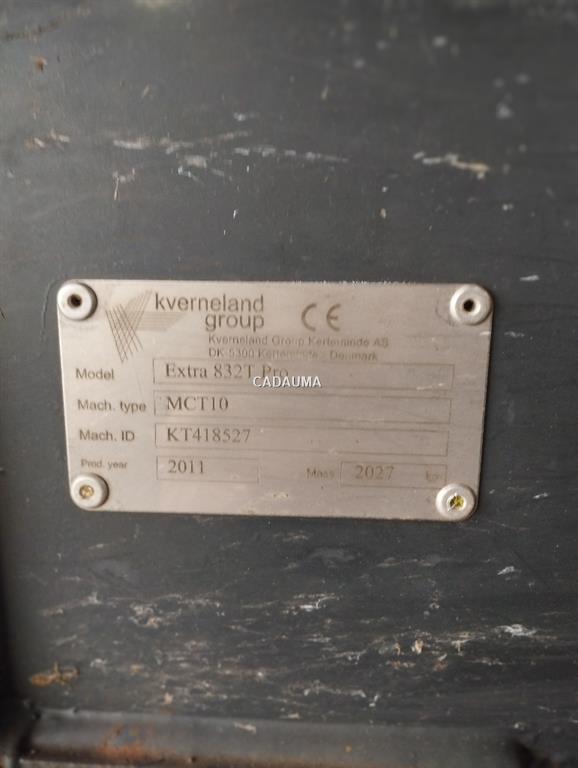 kverneland
group
CE
Kverneland Group Kerteminde AS
DK-5300 Kerteminde - Denmark
Model Extra 832T Pro
CADAUMA
Mach. type MCT10
Mach. ID KT418527
Prod. year 2011 Mass 2027 kg